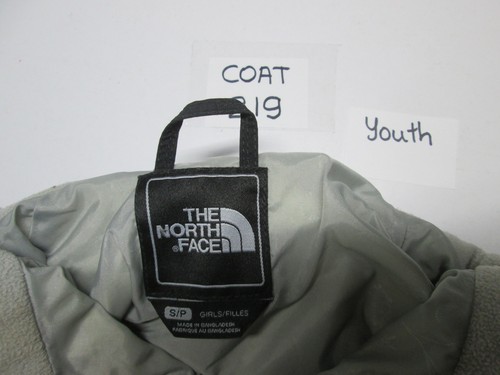 COAT
219
Youth
THE
NORTH
FACE
S/P GIRLS/FILLES
MADE IN BANGLADESH
FABRIQUÉ AU BANGLADESH